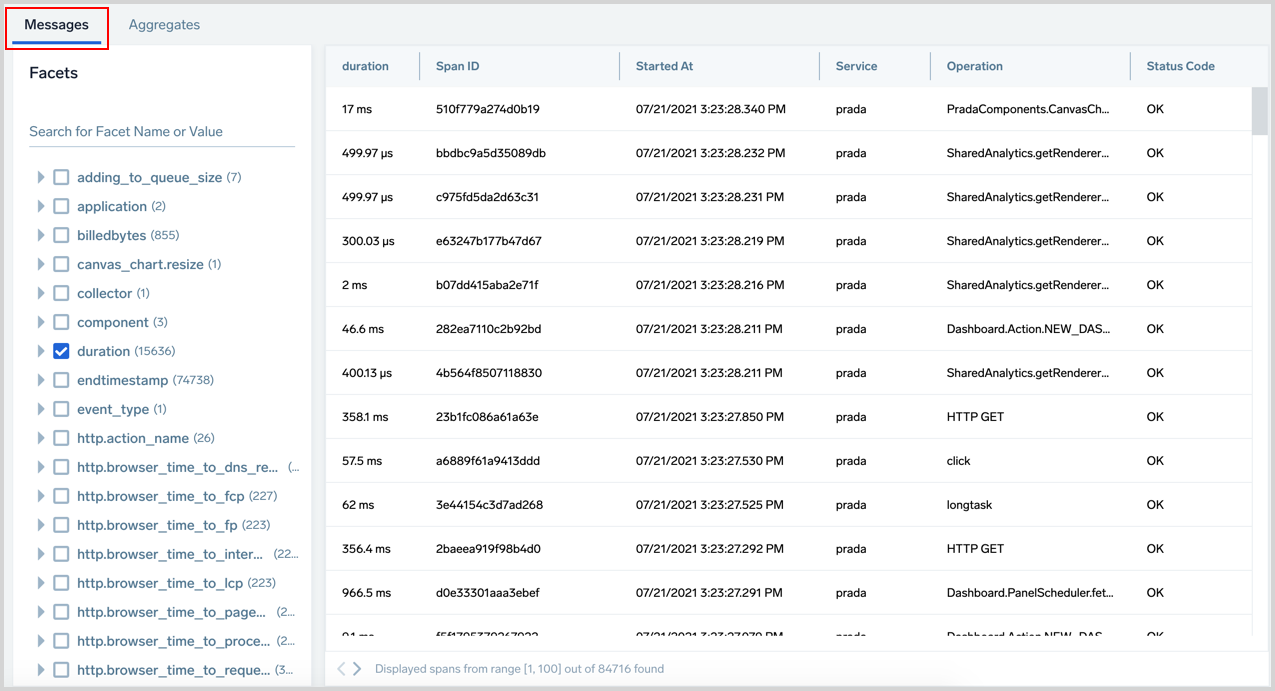 Messages
Aggregates
Facets
Search for Facet Name or Value
adding_to_queue_size (7)
application (2)
billedbytes (855)
canvas_chart.resize (1)
collector (1)
component (3)
duration (15636)
endtimestamp (74738)
event_type (1)
http.action_name (26)
http.browser_time_to_dns_re... (...
http.browser_time_to_fcp (227)
http.browser_time_to_fp (223)
http.browser_time_to_inter... (22...
http.browser_time_to_lcp (223)
http.browser_time_to_page... (2...
http.browser_time_to_proce... (2...
http.browser_time_to_reque... (3...
duration Span ID Started At Service Operation Status Code
17 ms 510f779a274d0b19 07/21/2021 3:23:28.340 PM prada PradaComponents.CanvasCh... OK
499.97 µs bbdbc9a5d35089db 07/21/2021 3:23:28.232 PM prada SharedAnalytics.getRenderer... OK
499.97 µs c975fd5da2d63c31 07/21/2021 3:23:28.231 PM prada SharedAnalytics.getRenderer... OK
300.03 µs e63247b177b47d67 07/21/2021 3:23:28.219 PM prada SharedAnalytics.getRenderer... OK
2 ms b07dd415aba2e71f 07/21/2021 3:23:28.216 PM prada SharedAnalytics.getRenderer... OK
46.6 ms 282ea7110c2b92bd 07/21/2021 3:23:28.211 PM prada Dashboard.Action.NEW_DAS... OK
400.13 µs 4b564f8507118830 07/21/2021 3:23:28.211 PM prada SharedAnalytics.getRenderer... OK
358.1 ms 23b1fc086a61a63e 07/21/2021 3:23:27.850 PM prada HTTP GET OK
57.5 ms a6889f61a9413ddd 07/21/2021 3:23:27.530 PM prada click OK
62 ms 3e44154c3d7ad268 07/21/2021 3:23:27.525 PM prada longtask OK
356.4 ms 2baeea919f98b4d0 07/21/2021 3:23:27.292 PM prada HTTP GET OK
966.5 ms d0e33301aaa3ebef 07/21/2021 3:23:27.291 PM prada Dashboard.PanelScheduler.fet... OK
ms 07/21/2021 PM prada Dashboard.Action.NEW_DAS... OK
Displayed spans from range [1, 100] out of 84716 found